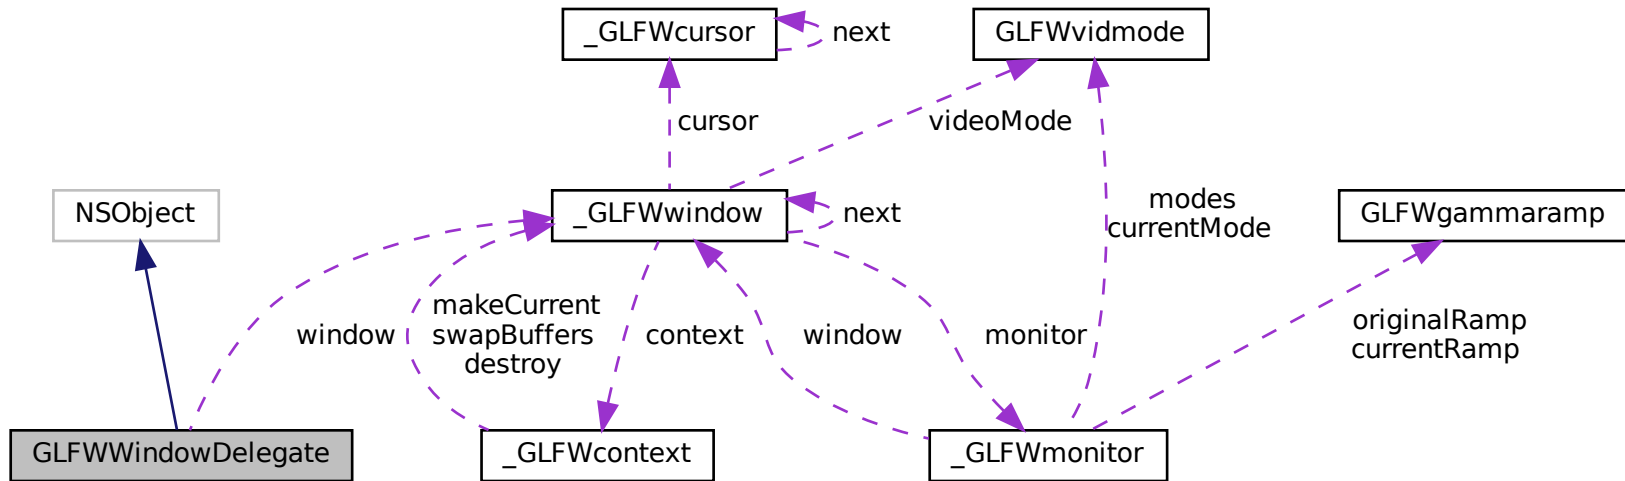 _GLFWcursor
next
GLFWvidmode
cursor
videoMode
NSObject
_GLFWwindow
next
modes
currentMode
GLFWgammaramp
window
makeCurrent
swapBuffers
destroy
context
window
monitor
originalRamp
currentRamp
GLFWWindowDelegate
_GLFWcontext
_GLFWmonitor